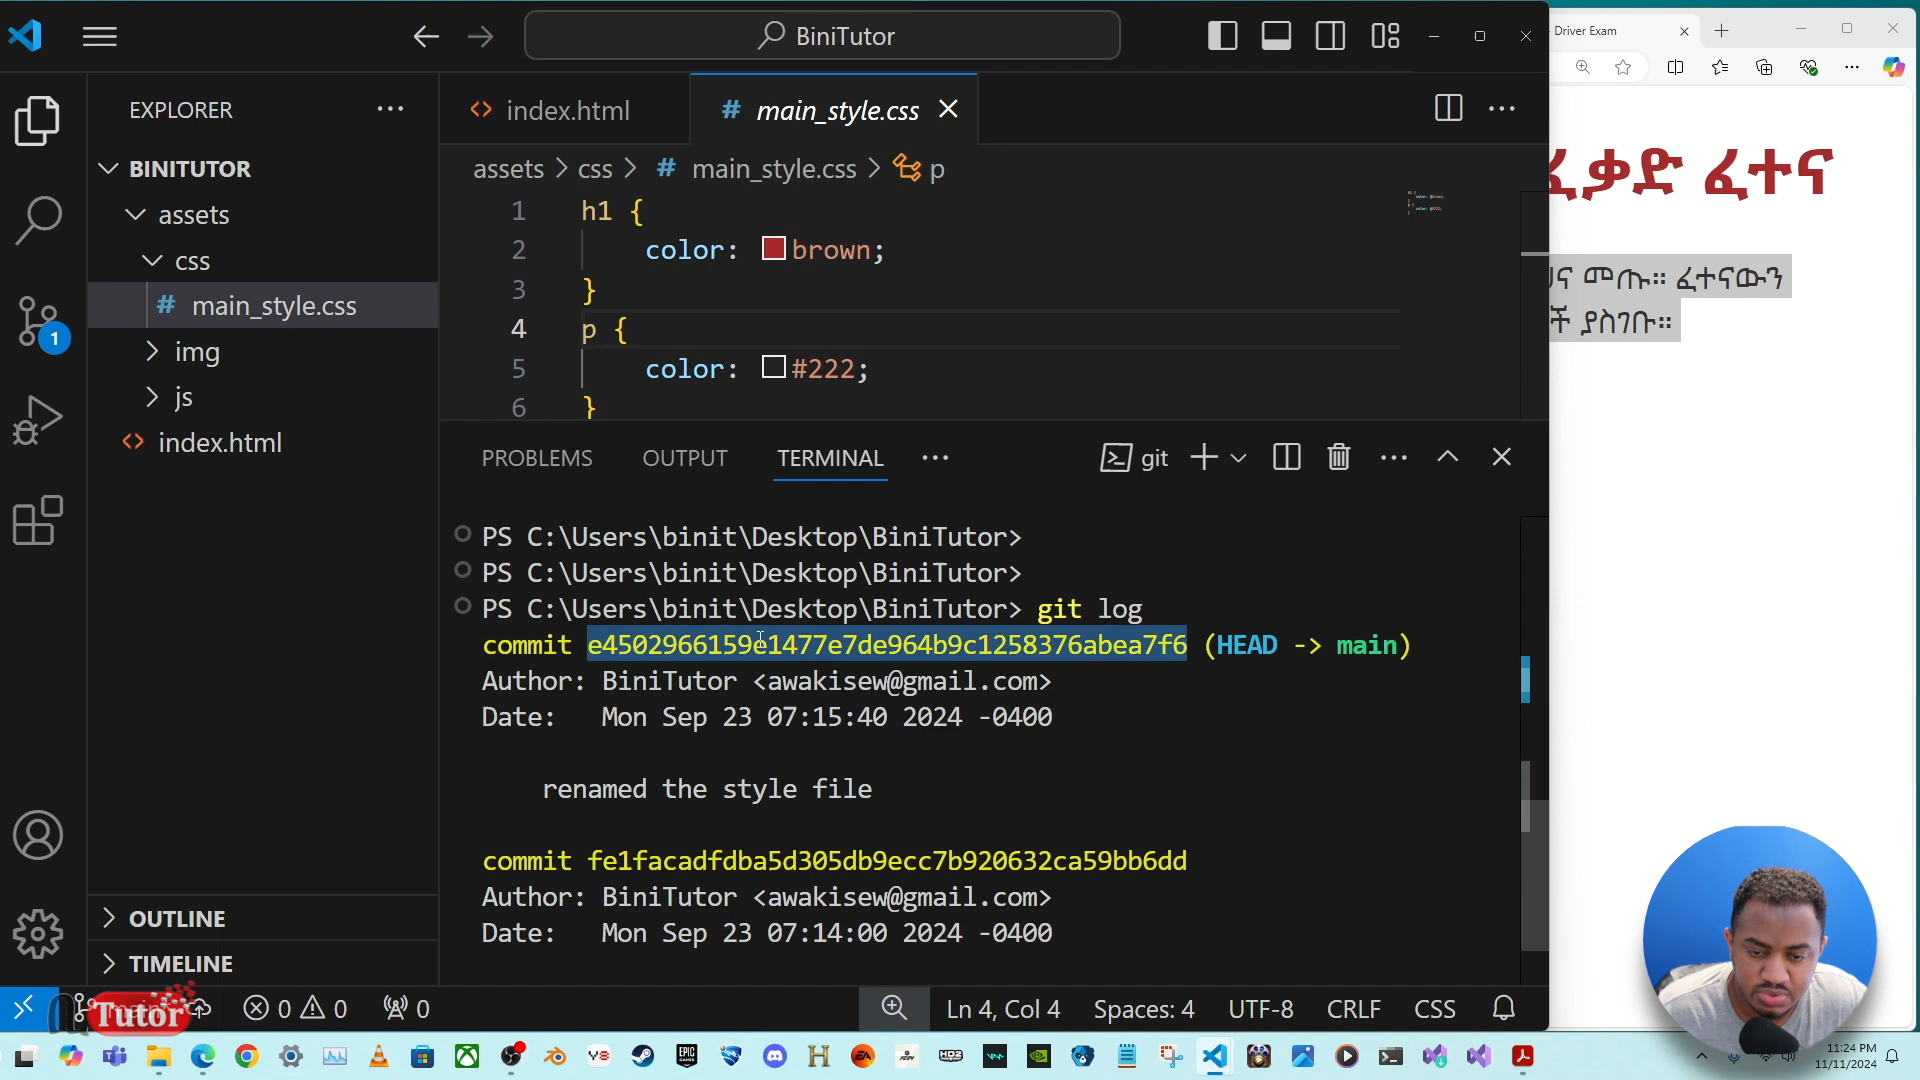 BiniTutor
Driver Exam
EXPLORER
index.html
main_style.css
BINITUTOR
assets
css
main_style.css
img
js
index.html
assets > css > # main_style.css > p
1 h1 {
2 color: brown;
3 }
4 p {
5 color: #222;
6 }
ፈቃድ ፈተና
ና መጡ። ፈተናውን
ች ያስገቡ።
1
PROBLEMS OUTPUT TERMINAL
git
PS C:\Users\binit\Desktop\BiniTutor>
PS C:\Users\binit\Desktop\BiniTutor>
PS C:\Users\binit\Desktop\BiniTutor> git log
commit e4502966159e1477e7de964b9c1258376abea7f6 (HEAD -> main)
Author: BiniTutor <awakisew@gmail.com>
Date: Mon Sep 23 07:15:40 2024 -0400
renamed the style file
commit fe1facadfdba5d305db9ecc7b920632ca59bb6dd
Author: BiniTutor <awakisew@gmail.com>
Date: Mon Sep 23 07:14:00 2024 -0400
OUTLINE
TIMELINE
Tutor
0 0 0
Ln 4, Col 4 Spaces: 4 UTF-8 CRLF CSS
11:24 PM
11/11/2024